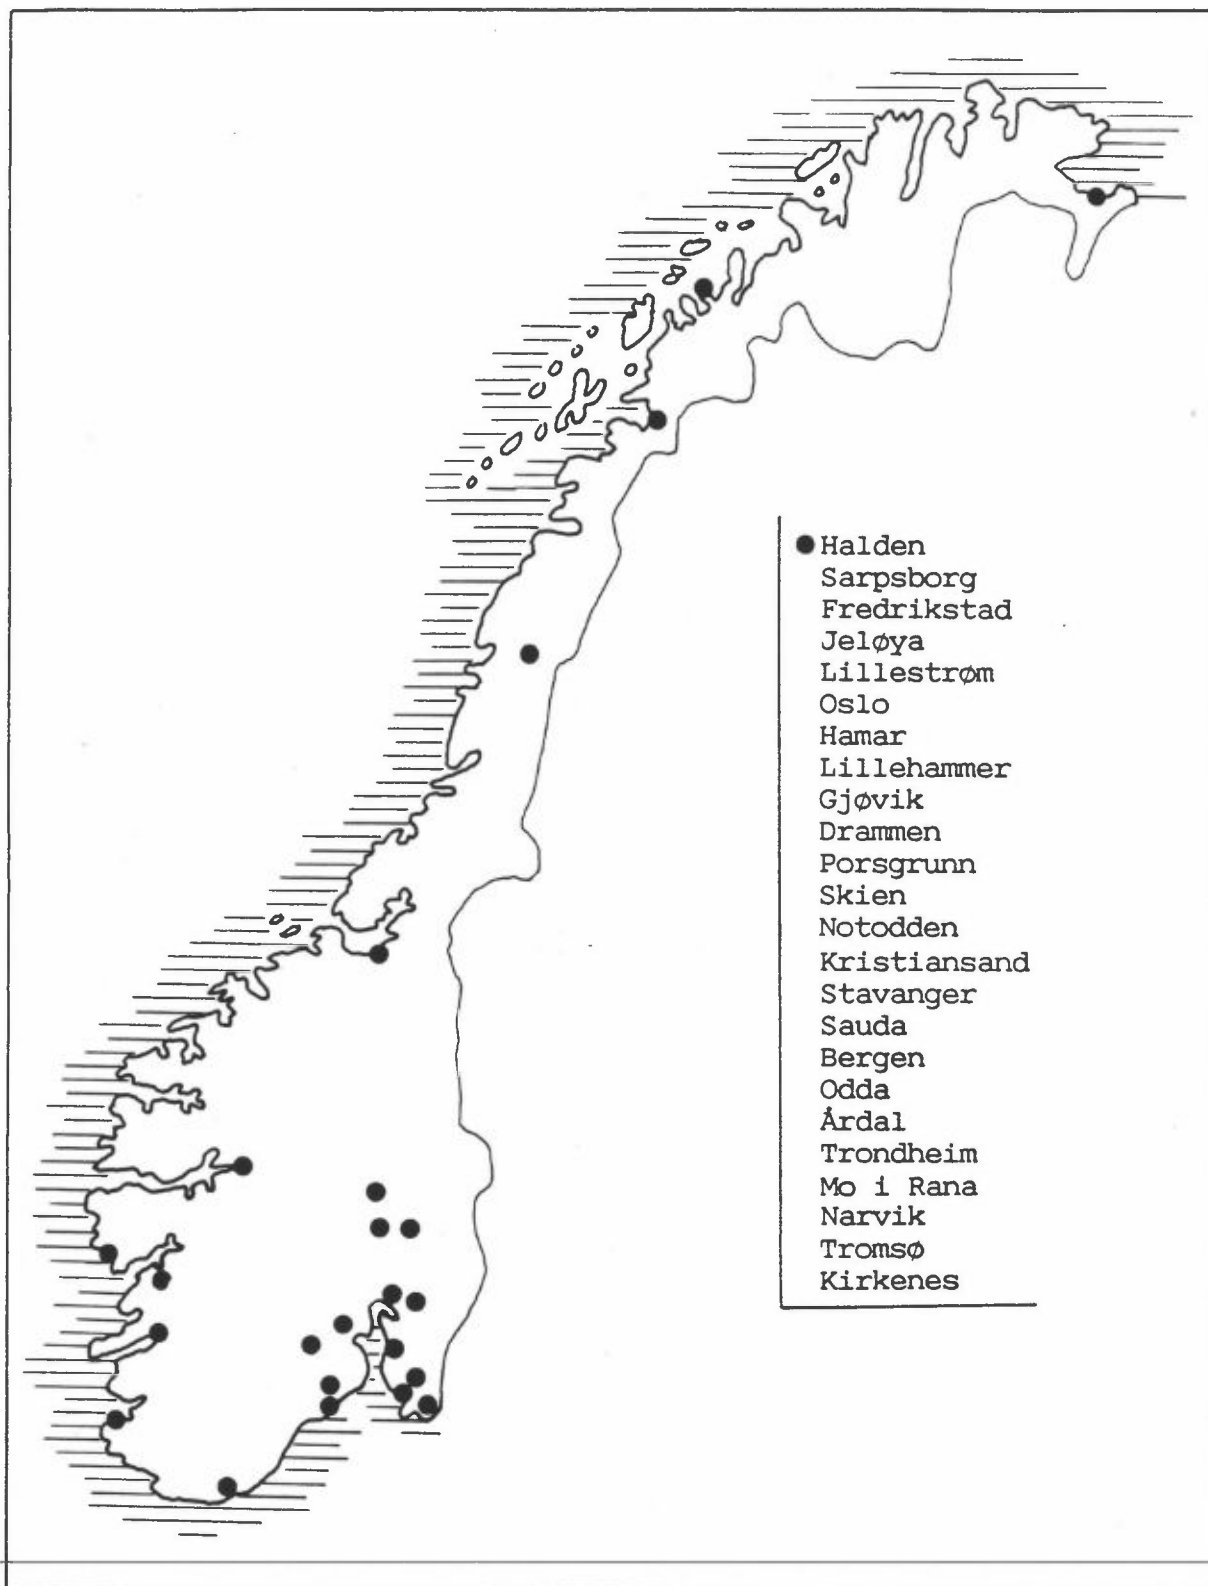 Halden
Sarpsborg
Fredrikstad
Jeløya
Lillestrøm
Oslo
Hamar
Lillehammer
Gjøvik
Drammen
Porsgrunn
Skien
Notodden
Kristiansand
Stavanger
Sauda
Bergen
Odda
Årdal
Trondheim
Mo i Rana
Narvik
Tromsø
Kirkenes